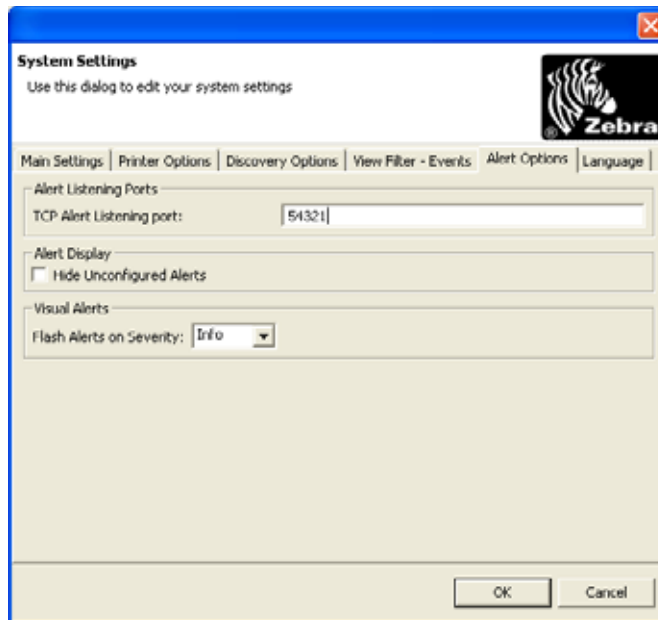 System Settings
Use this dialog to edit your system settings
® Zebra
Main Settings Printer Options Discovery Options View Filter - Events Alert Options Language
Alert Listening Ports
TCP Alert Listening port: 54321
Alert Display
Hide Unconfigured Alerts
Visual Alerts
Flash Alerts on Severity: Info
OK Cancel